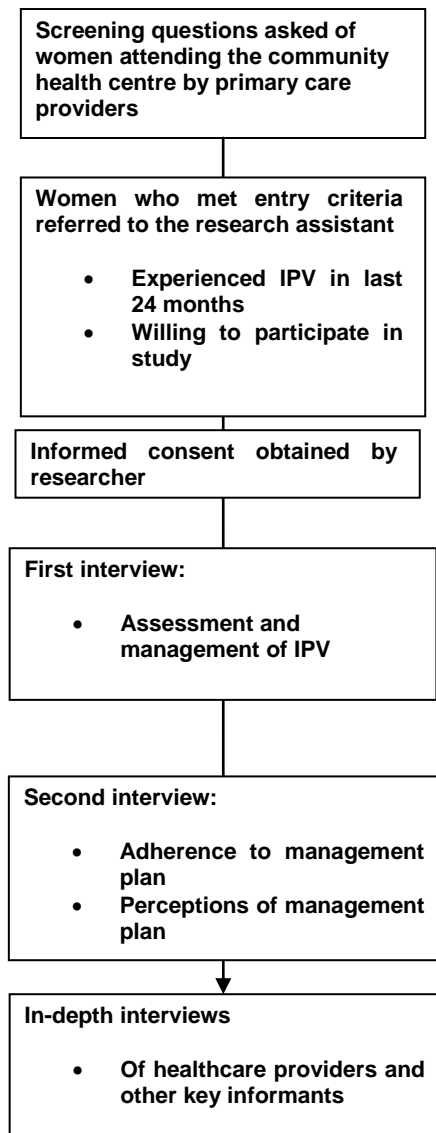 Screening questions asked of
women attending the community
health centre by primary care
providers
Women who met entry criteria
referred to the research assistant
• Experienced IPV in last
24 months
• Willing to participate in
study
Informed consent obtained by
researcher
First interview:
• Assessment and
management of IPV
Second interview:
• Adherence to management
plan
• Perceptions of management
plan
In-depth interviews
• Of healthcare providers and
other key informants